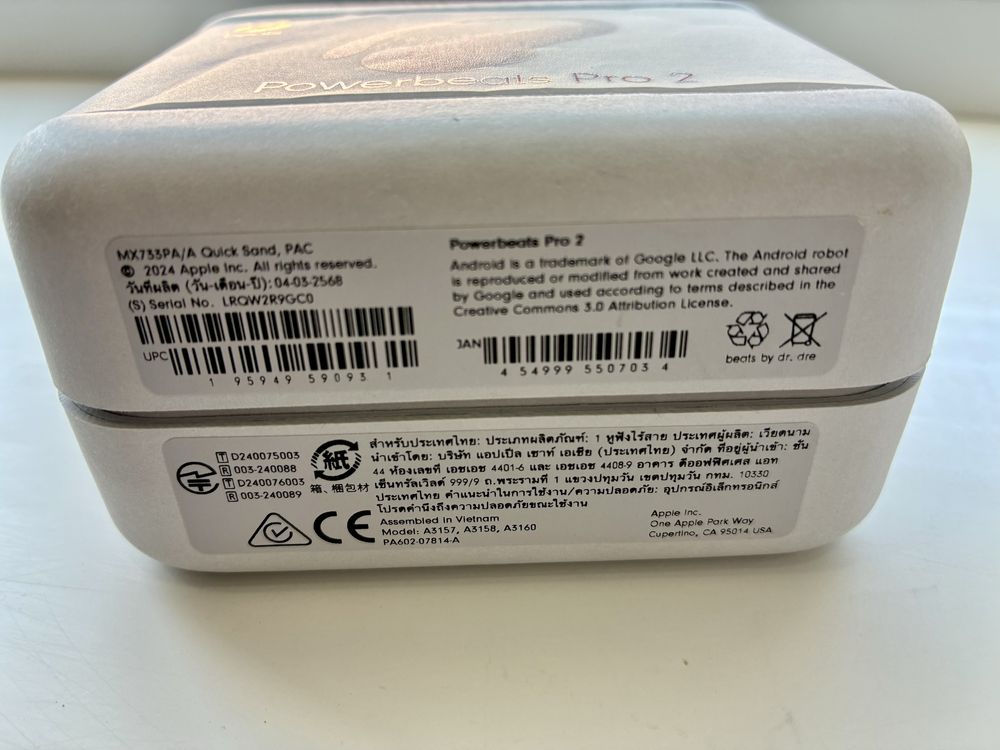 Powerbeats Pro 2
MX733PA/A Quick Sand, PAC
© 2024 Apple Inc. All rights reserved.
วันที่ผลิต (วัน-เดือน-ปี): 04-03-2568
(S) Serial No. LRQW2R9GC0
UPC
1 95949 59093 1
Powerbeats Pro 2
Android is a trademark of Google LLC. The Android robot
is reproduced or modified from work created and shared
by Google and used according to terms described in the
Creative Commons 3.0 Attribution License.
JAN
4 549995 507034
beats by dr. dre
T D240075003
R 003-240088
T D240076003
R 003-240089
紙
箱、梱包材
สำหรับประเทศไทย: ประเภทผลิตภัณฑ์: 1 หูฟังไร้สาย ประเทศผู้ผลิต: เวียดนาม
นำเข้าโดย: บริษัท แอปเปิล เซาท์ เอเชีย (ประเทศไทย) จำกัด ที่อยู่ผู้นำเข้า: ชั้น
44 ห้องเลขที่ เอชเอช 4401-6 และ เอชเอช 4408-9 อาคาร ดิออฟฟิศเศส แอท
เซ็นทรัลเวิลด์ 999/9 ถ.พระรามที่ 1 แขวงปทุมวัน เขตปทุมวัน กทม. 10330
ประเทศไทย คำแนะนำในการใช้งาน/ความปลอดภัย: อุปกรณ์อิเล็กทรอนิกส์
โปรดคำนึงถึงความปลอดภัยขณะใช้งาน
CE
Assembled in Vietnam
Model: A3157, A3158, A3160
PA602-07814-A
Apple Inc.
One Apple Park Way
Cupertino, CA 95014 USA